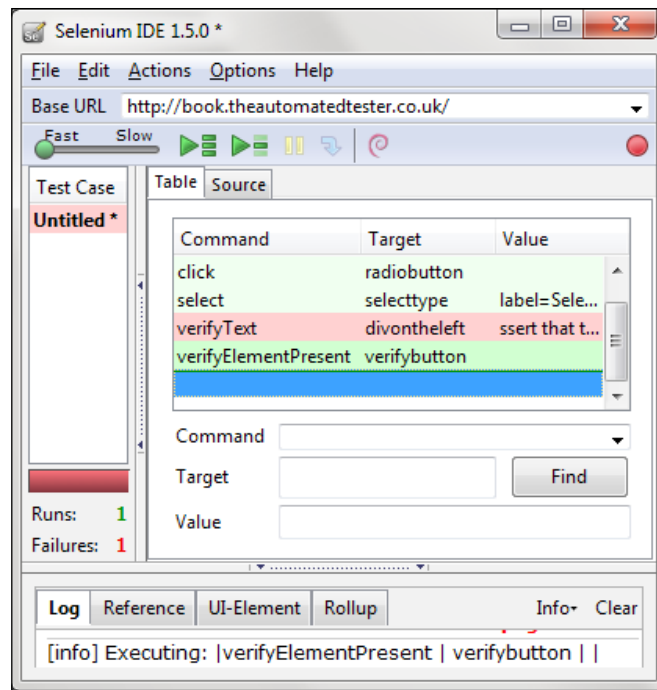 Selenium IDE 1.5.0 *
File Edit Actions Options Help
Base URL http://book.theautomatedtester.co.uk/
Fast Slow
Test Case
Table Source
Untitled *
Command Target Value
click radiobutton
select selecttype label=Sele...
verifyText divontheleft ssert that t...
verifyElementPresent verifybutton
Command
Target Find
Value
Runs: 1
Failures: 1
Log Reference UI-Element Rollup Info Clear
[info] Executing: |verifyElementPresent | verifybutton | |